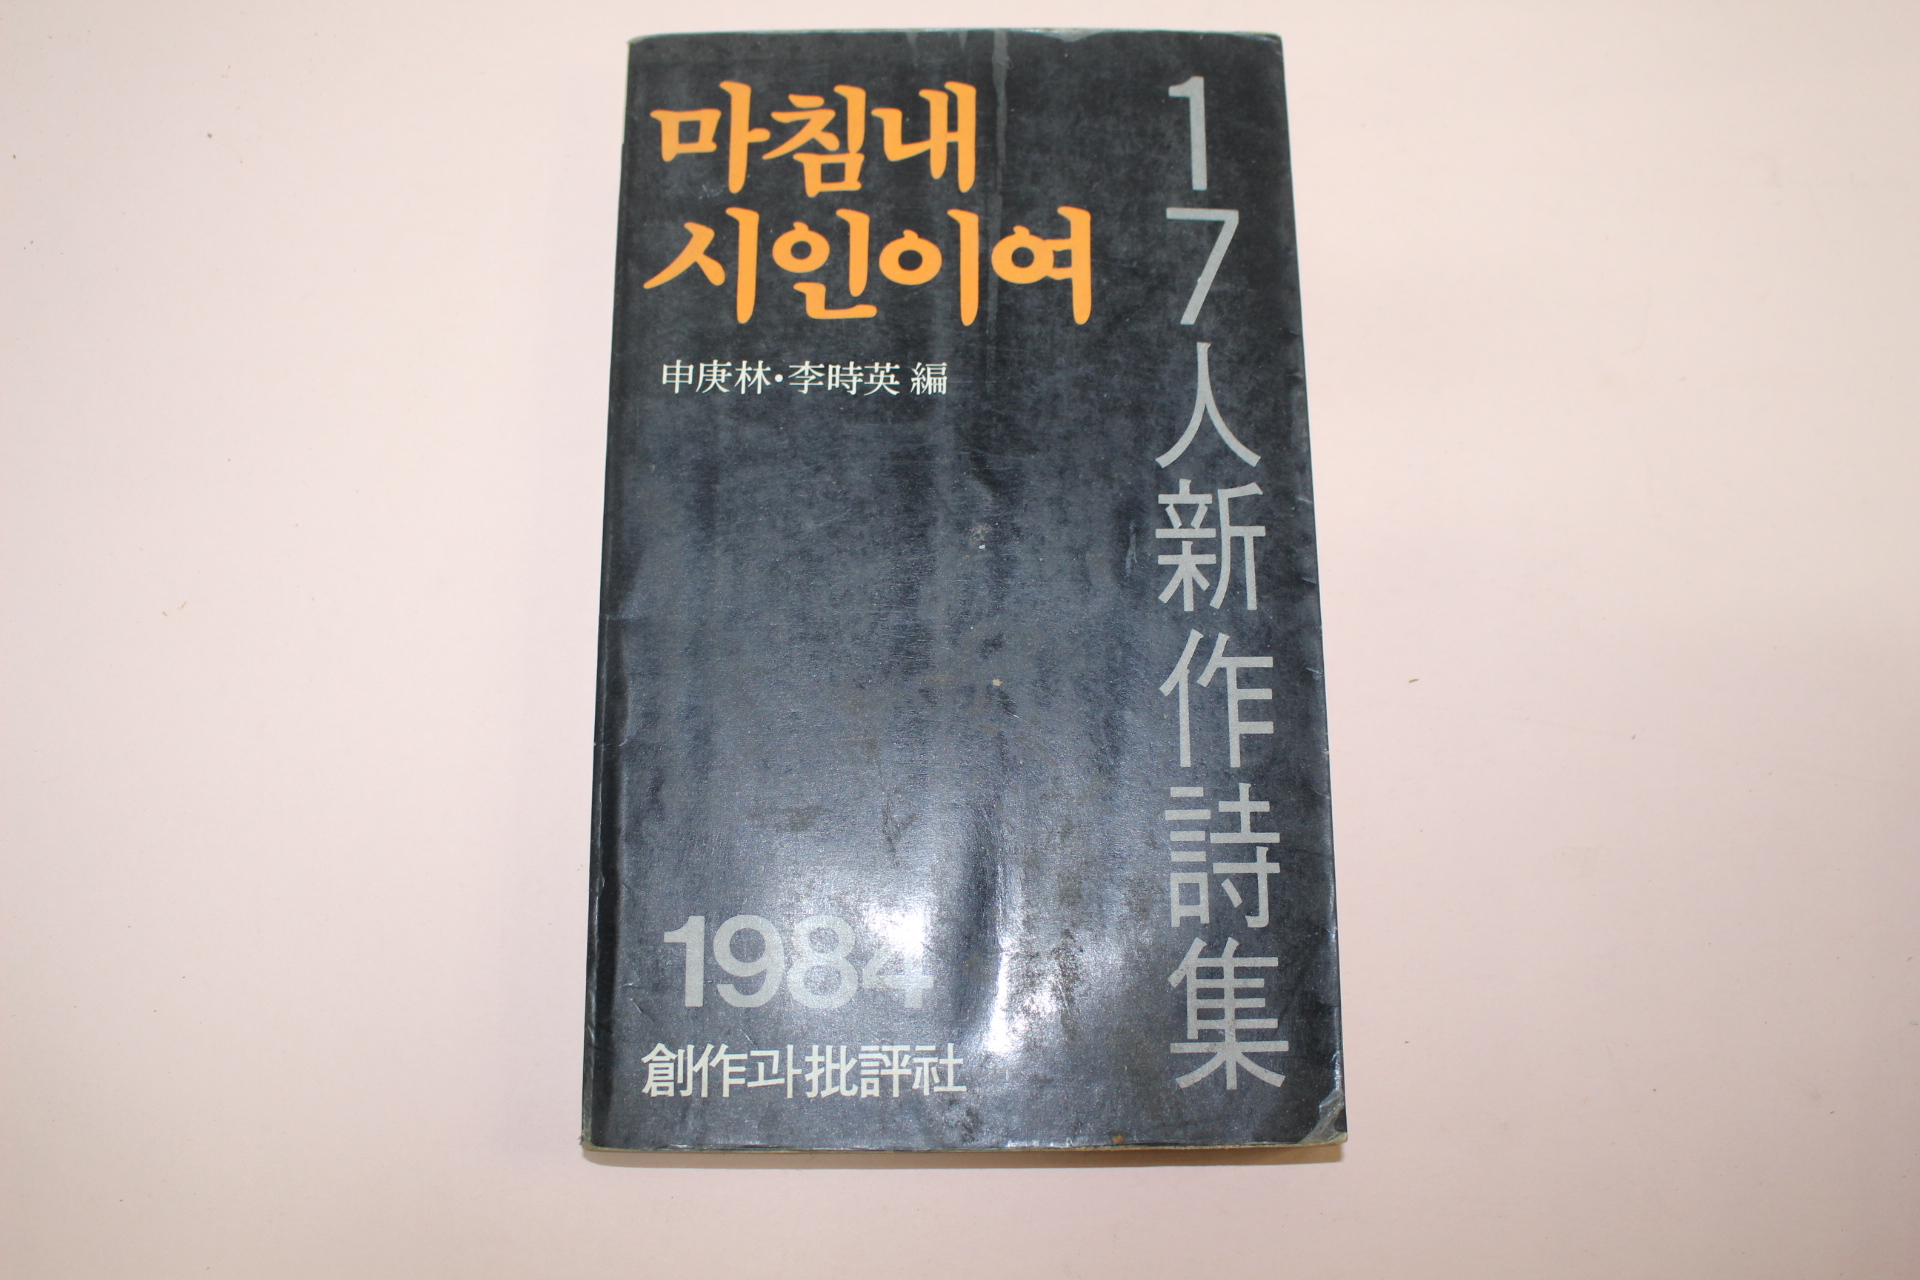 마침내
시인이여
申庚林·李時英 編
17人新作詩集
1984
創作과批評社